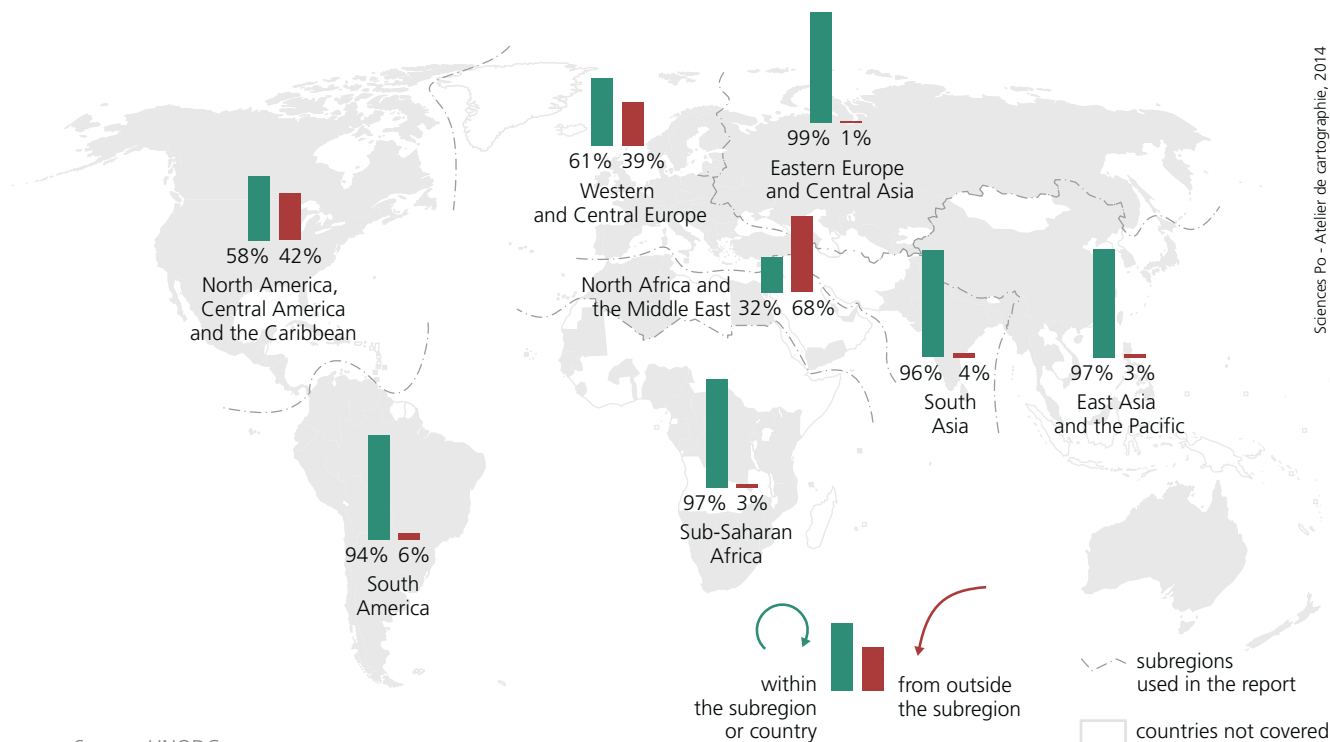 Sciences Po - Atelier de cartographie, 2014
99% 1%
Eastern Europe
and Central Asia
61% 39%
Western
and Central Europe
58% 42%
North America,
Central America
and the Caribbean
North Africa and
the Middle East
32% 68%
96% 4%
South
Asia
97% 3%
East Asia
and the Pacific
97% 3%
Sub-Saharan
Africa
94% 6%
South
America
within
the subregion
or country
from outside
the subregion
subregions
used in the report
countries not covered